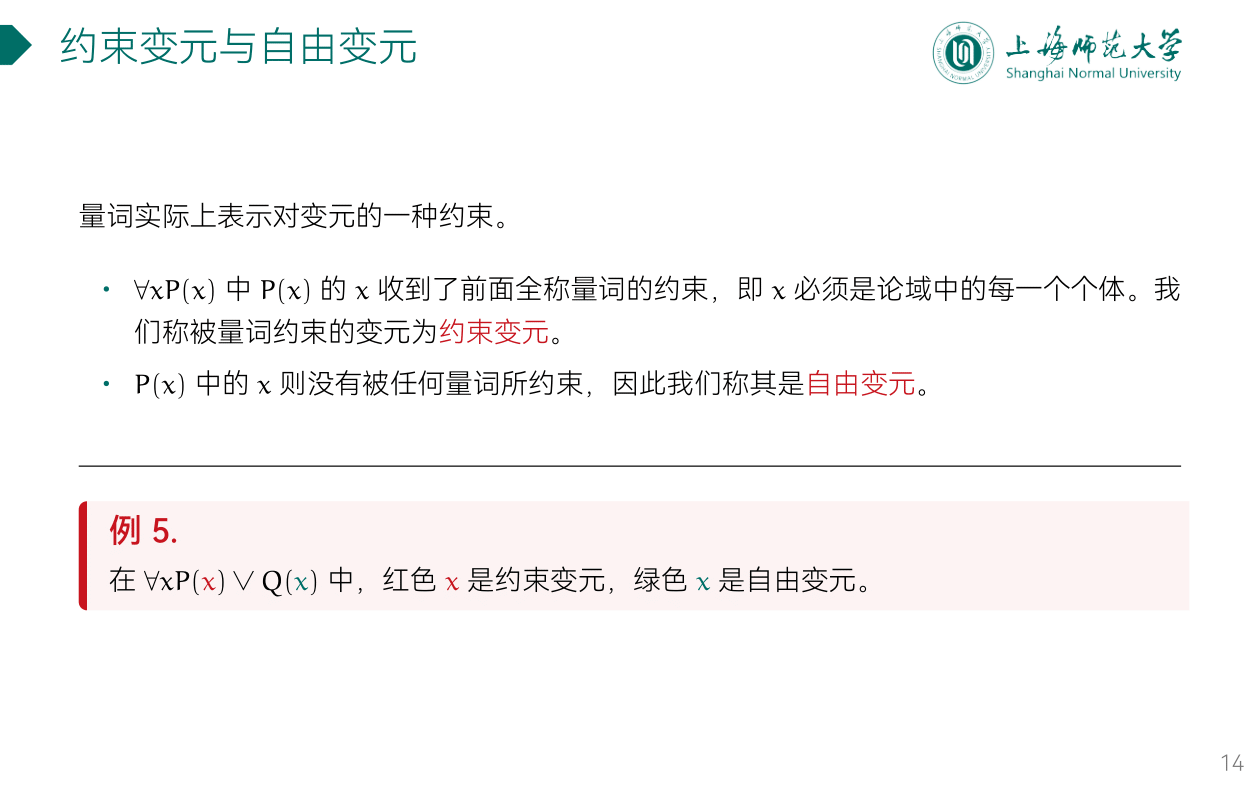 约束变元与自由变元
上海师范大学
Shanghai Normal University
量词实际上表示对变元的一种约束。
• ∀xP(x) 中 P(x) 的 x 收到了前面全称量词的约束，即 x 必须是论域中的每一个个体。我
们称被量词约束的变元为约束变元。
• P(x) 中的 x 则没有被任何量词所约束，因此我们称其是自由变元。
例 5.
在 ∀xP(x) ∨ Q(x) 中，红色 x 是约束变元，绿色 x 是自由变元。
14